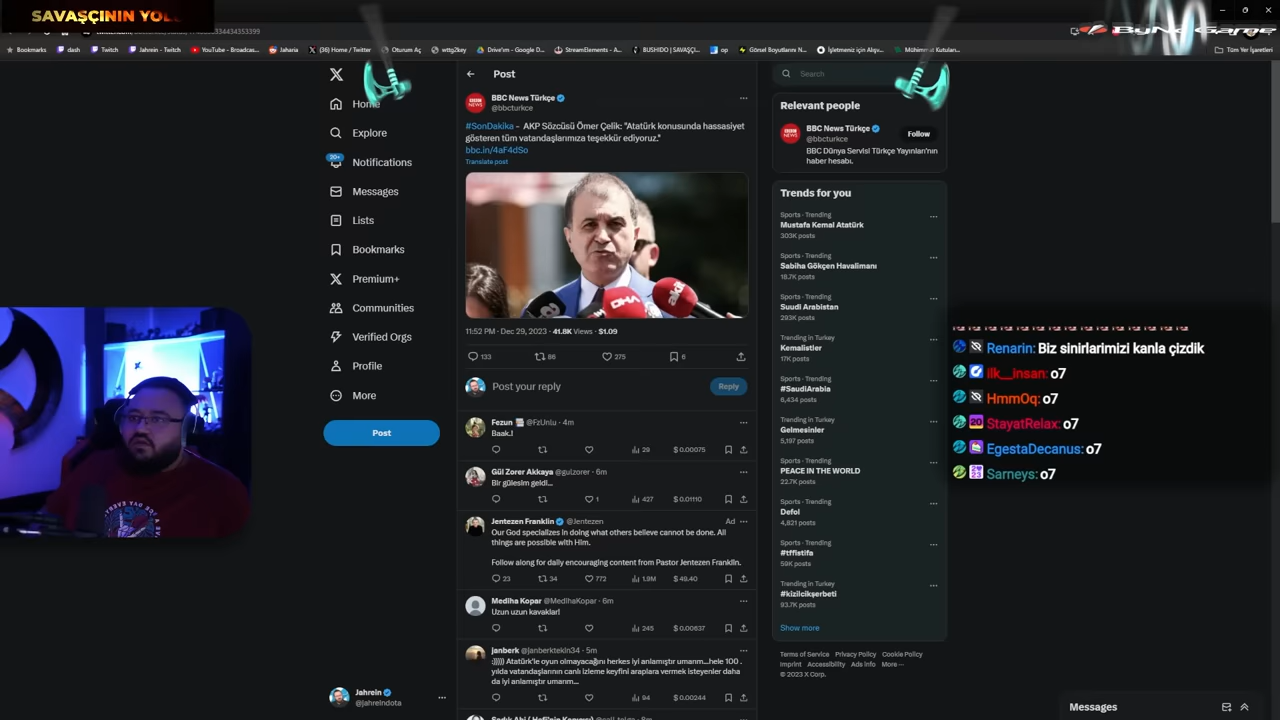 SAVAŞÇININ YOL
Bookmarks
dash
Twitch
Jahrein - Twitch
YouTube - Broadcas...
Jaharia
(16) Home / Twitter
Oturum Aç
wttg2key
Drive'ım - Google D...
StreamElements - A...
BUSHIDO | SAVAŞÇI...
op
Görsel Boyutlarını N...
İşletmeniz için Alışv...
Mühimmat Kutuları...
Tüm Yer İşaretleri
ByNoGame
Home
Explore
20+
Notifications
Messages
Lists
Bookmarks
Premium+
Communities
Verified Orgs
Profile
More
Post
Jahrein
@jahreindota
Post
BBC News Türkçe
@bbcturkce
#SonDakika - AKP Sözcüsü Ömer Çelik: "Atatürk konusunda hassasiyet
gösteren tüm vatandaşlarımıza teşekkür ediyoruz."
bbc.in/4aF4dSo
Translate post
DHA
akit
11:52 PM · Dec 29, 2023 · 41.8K Views · $1.09
133 86 275 6
Post your reply
Reply
Fezun @FzUnlu · 4m
Baak.!
29 $0.00075
Gül Zorer Akkaya @gulzorer · 6m
Bir gülesim geldi...
1 427 $0.01110
Jentezen Franklin @Jentezen Ad
Our God specializes in doing what others believe cannot be done. All
things are possible with Him.
Follow along for daily encouraging content from Pastor Jentezen Franklin.
23 34 772 1.9M $49.40
Mediha Kopar @MedihaKopar · 6m
Uzun uzun kavaklar!
245 $0.00637
janberk @janberktekin34 · 5m
:))))) Atatürk'le oyun olmayacağını herkes iyi anlamıştır umarım...hele 100 .
yılda vatandaşlarının canlı izleme keyfini araplara vermek isteyenler daha
da iyi anlamıştır umarım...
94 $0.00244
Search
Relevant people
BBC News Türkçe
@bbcturkce
Follow
BBC Dünya Servisi Türkçe Yayınları'nın
haber hesabı.
Trends for you
Sports · Trending
Mustafa Kemal Atatürk
303K posts
Sports · Trending
Sabiha Gökçen Havalimanı
18.7K posts
Sports · Trending
Suudi Arabistan
293K posts
Trending in Turkey
Kemalistler
17K posts
Sports · Trending
#SaudiArabia
6,434 posts
Trending in Turkey
Gelmesinler
5,197 posts
Sports · Trending
PEACE IN THE WORLD
22.7K posts
Sports · Trending
Defol
4,821 posts
Sports · Trending
#tffistifa
59K posts
Trending in Turkey
#kizilcikşerbeti
93.7K posts
Show more
Terms of Service Privacy Policy Cookie Policy
Imprint Accessibility Ads info More ...
© 2023 X Corp.
Renarin: Biz sinirlarimizi kanla çizdik
ilk__insan: o7
HmmOq: o7
StayatRelax: o7
EgestaDecanus: o7
Sarneys: o7
Messages